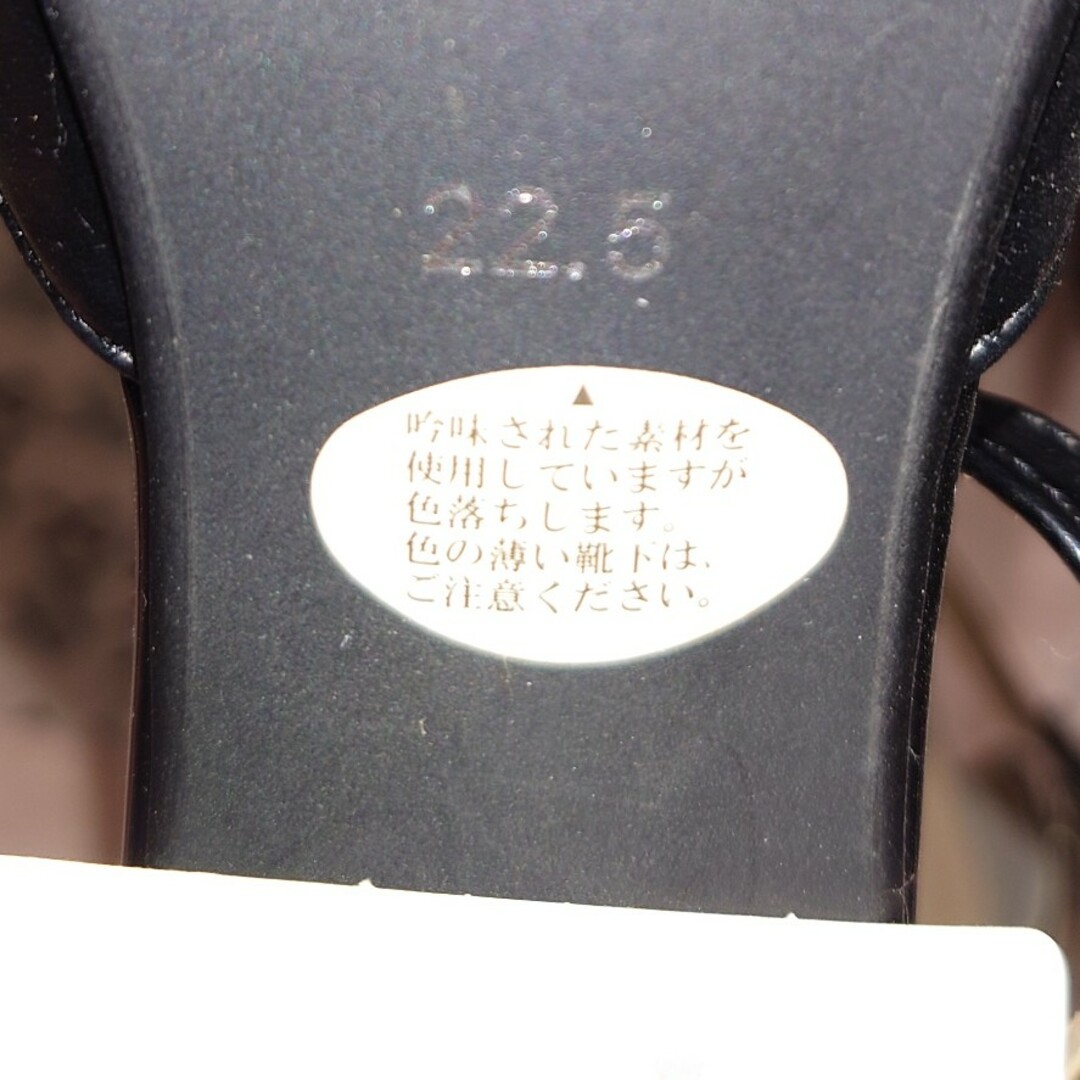 22.5
▲
吟味された素材を
使用していますが
色落ちします。
色の薄い靴下は、
ご注意ください。